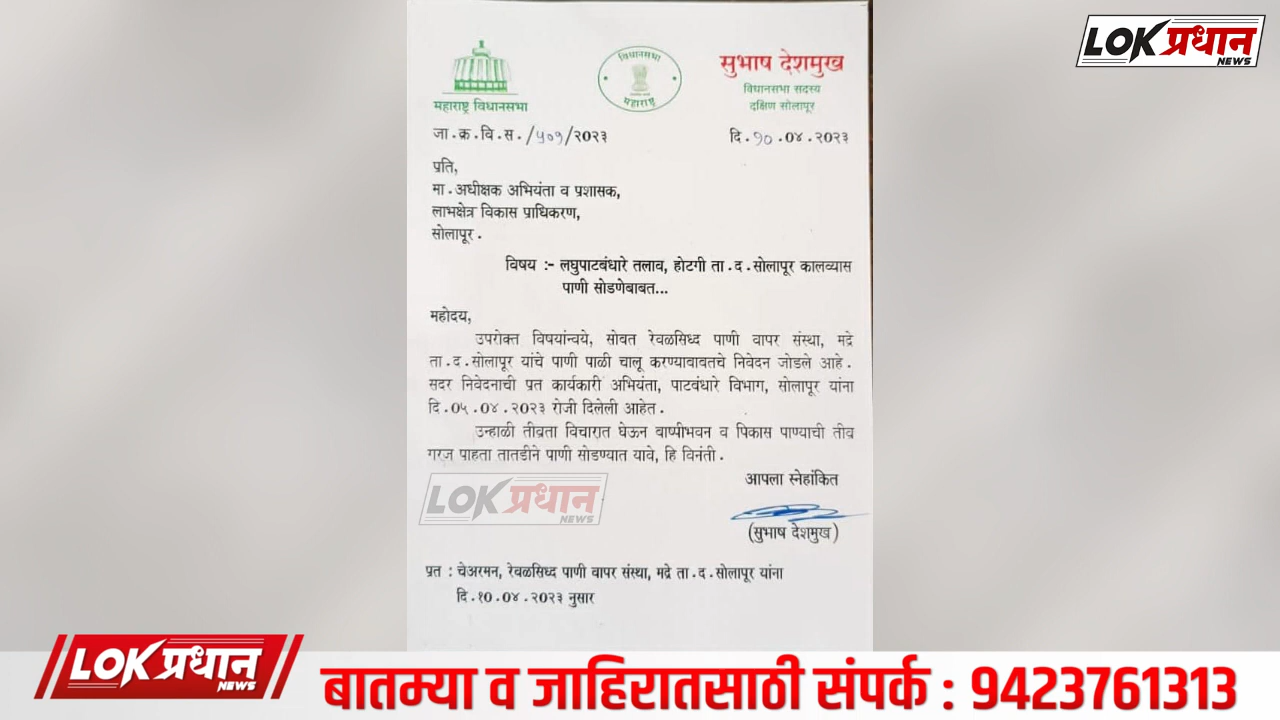 LOK प्रधान
NEWS
महाराष्ट्र विधानसभा
विधानसभा
महाराष्ट्र
सुभाष देशमुख
विधानसभा सदस्य
दक्षिण सोलापूर
जा.क्र.वि.स./५०१/२०२३
दि.१०.०४.२०२३
प्रति,
मा.अधीक्षक अभियंता व प्रशासक,
लाभक्षेत्र विकास प्राधिकरण,
सोलापूर.
विषय :- लघुपाटबंधारे तलाव, होटगी ता.द.सोलापूर कालव्यास
पाणी सोडणेबाबत...
महोदय,
उपरोक्त विषयांन्वये, सोबत रेवळसिध्द पाणी वापर संस्था, मद्रे
ता.द.सोलापूर यांचे पाणी पाळी चालू करण्याबाबतचे निवेदन जोडले आहे.
सदर निवेदनाची प्रत कार्यकारी अभियंता, पाटबंधारे विभाग, सोलापूर यांना
दि.०५.०४.२०२३ रोजी दिलेली आहेत.
उन्हाळी तीव्रता विचारात घेऊन वाष्पीभवन व पिकास पाण्याची तीव्र
गरज पाहता तातडीने पाणी सोडण्यात यावे, हि विनंती.
आपला स्नेहांकित
LOK प्रधान
NEWS
(सुभाष देशमुख)
प्रत : चेअरमन, रेवळसिध्द पाणी वापर संस्था, मद्रे ता.द.सोलापूर यांना
दि.१०.०४.२०२३ नुसार
LOK प्रधान
NEWS
बातम्या व जाहिरातसाठी संपर्क : 9423761313